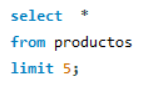 select  *
from productos
limit 5;